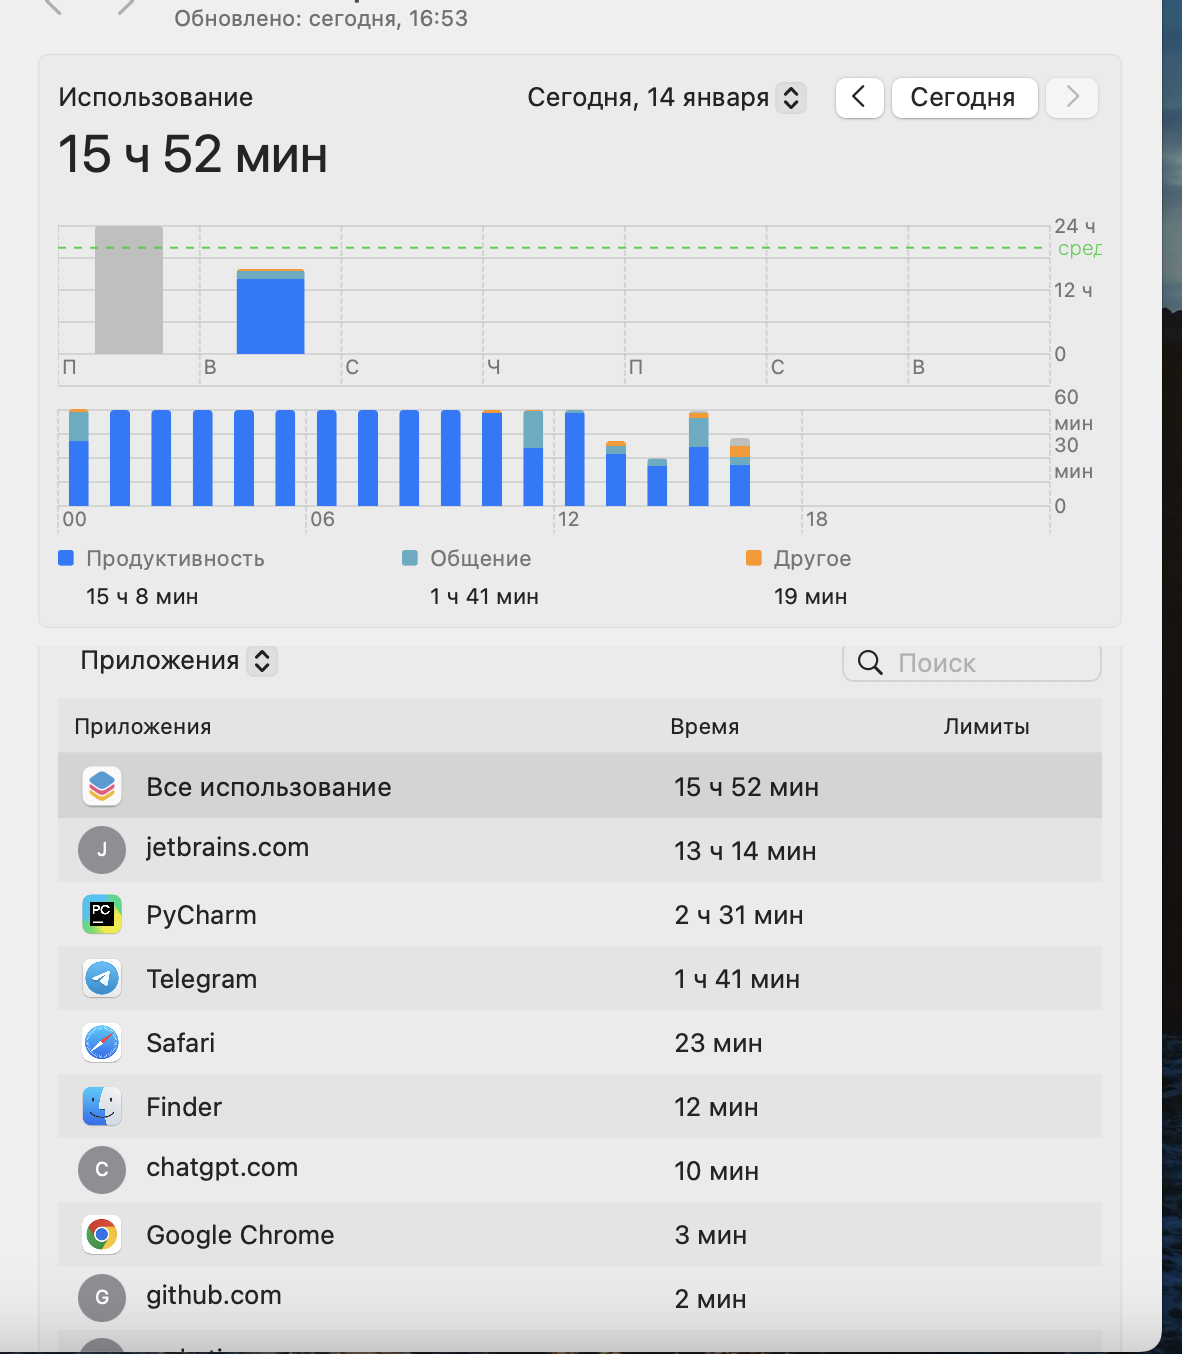 Обновлено: сегодня, 16:53
Использование
Сегодня, 14 января
Сегодня
15 ч 52 мин
24 ч
сред
12 ч
0
П В С Ч П С В
60 мин
30 мин
0
00 06 12 18
Продуктивность Общение Другое
15 ч 8 мин 1 ч 41 мин 19 мин
Приложения
Поиск
Приложения Время Лимиты
Все использование 15 ч 52 мин
J jetbrains.com 13 ч 14 мин
PC PyCharm 2 ч 31 мин
Telegram 1 ч 41 мин
Safari 23 мин
Finder 12 мин
C chatgpt.com 10 мин
Google Chrome 3 мин
G github.com 2 мин